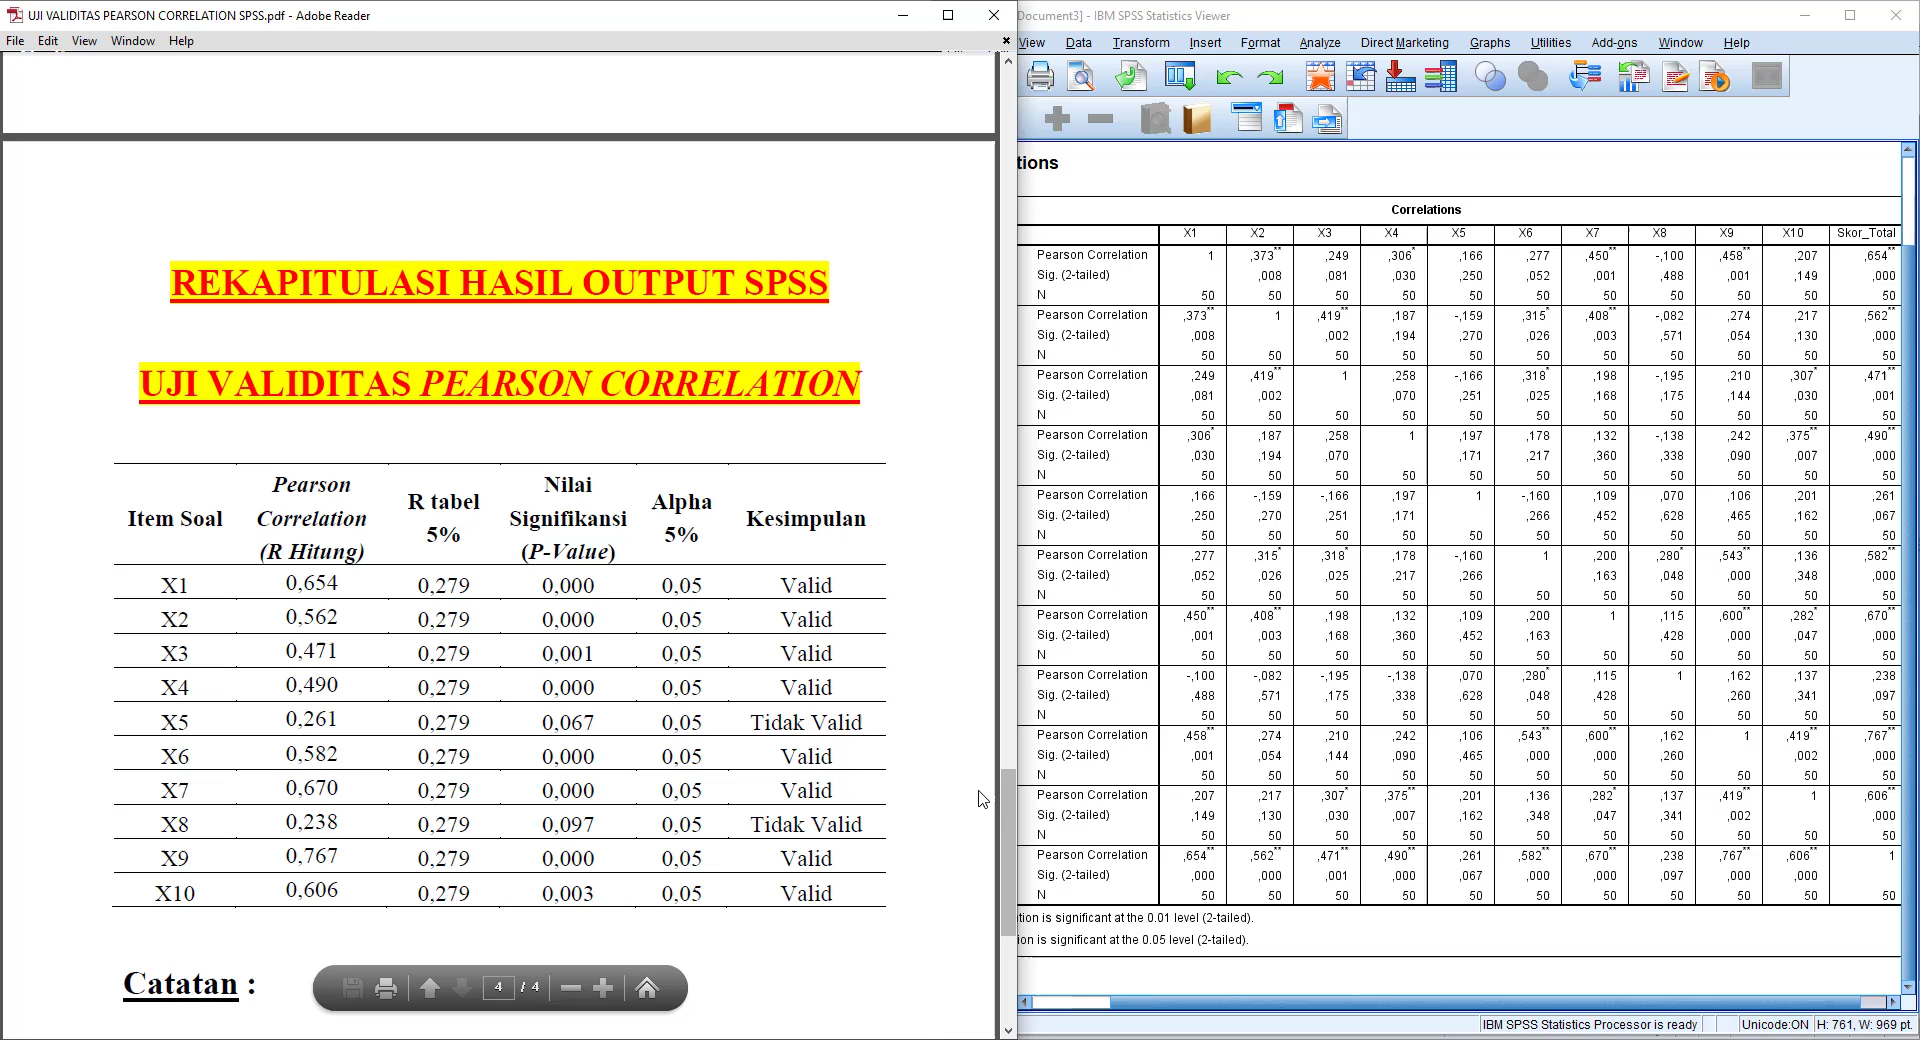 UJI VALIDITAS PEARSON CORRELATION SPSS.pdf - Adobe Reader
File Edit View Window Help
REKAPITULASI HASIL OUTPUT SPSS
UJI VALIDITAS PEARSON CORRELATION
Item Soal Pearson Correlation (R Hitung) R tabel 5% Nilai Signifikansi (P-Value) Alpha 5% Kesimpulan
X1 0,654 0,279 0,000 0,05 Valid
X2 0,562 0,279 0,000 0,05 Valid
X3 0,471 0,279 0,001 0,05 Valid
X4 0,490 0,279 0,000 0,05 Valid
X5 0,261 0,279 0,067 0,05 Tidak Valid
X6 0,582 0,279 0,000 0,05 Valid
X7 0,670 0,279 0,000 0,05 Valid
X8 0,238 0,279 0,097 0,05 Tidak Valid
X9 0,767 0,279 0,000 0,05 Valid
X10 0,606 0,279 0,003 0,05 Valid
Catatan :
4 / 4
Document3] - IBM SPSS Statistics Viewer
View Data Transform Insert Format Analyze Direct Marketing Graphs Utilities Add-ons Window Help
tions
Correlations
X1 X2 X3 X4 X5 X6 X7 X8 X9 X10 Skor_Total
Pearson Correlation 1 ,373** ,249 ,306* ,166 ,277 ,450** -,100 ,458** ,207 ,654**
Sig. (2-tailed) ,008 ,081 ,030 ,250 ,052 ,001 ,488 ,001 ,149 ,000
N 50 50 50 50 50 50 50 50 50 50 50
Pearson Correlation ,373** 1 ,419** ,187 -,159 ,315* ,408** -,082 ,274 ,217 ,562**
Sig. (2-tailed) ,008 ,002 ,194 ,270 ,026 ,003 ,571 ,054 ,130 ,000
N 50 50 50 50 50 50 50 50 50 50 50
Pearson Correlation ,249 ,419** 1 ,258 -,166 ,318* ,198 -,195 ,210 ,307* ,471**
Sig. (2-tailed) ,081 ,002 ,070 ,251 ,025 ,168 ,175 ,144 ,030 ,001
N 50 50 50 50 50 50 50 50 50 50 50
Pearson Correlation ,306* ,187 ,258 1 ,197 ,178 ,132 -,138 ,242 ,375** ,490**
Sig. (2-tailed) ,030 ,194 ,070 ,171 ,217 ,360 ,338 ,090 ,007 ,000
N 50 50 50 50 50 50 50 50 50 50 50
Pearson Correlation ,166 -,159 -,166 ,197 1 -,160 ,109 ,070 ,106 ,201 ,261
Sig. (2-tailed) ,250 ,270 ,251 ,171 ,266 ,452 ,628 ,465 ,162 ,067
N 50 50 50 50 50 50 50 50 50 50 50
Pearson Correlation ,277 ,315* ,318* ,178 -,160 1 ,200 ,280* ,543** ,136 ,582**
Sig. (2-tailed) ,052 ,026 ,025 ,217 ,266 ,163 ,048 ,000 ,348 ,000
N 50 50 50 50 50 50 50 50 50 50 50
Pearson Correlation ,450** ,408** ,198 ,132 ,109 ,200 1 ,115 ,600** ,282* ,670**
Sig. (2-tailed) ,001 ,003 ,168 ,360 ,452 ,163 ,428 ,000 ,047 ,000
N 50 50 50 50 50 50 50 50 50 50 50
Pearson Correlation -,100 -,082 -,195 -,138 ,070 ,280* ,115 1 ,162 ,137 ,238
Sig. (2-tailed) ,488 ,571 ,175 ,338 ,628 ,048 ,428 ,260 ,341 ,097
N 50 50 50 50 50 50 50 50 50 50 50
Pearson Correlation ,458** ,274 ,210 ,242 ,106 ,543** ,600** ,162 1 ,419** ,767**
Sig. (2-tailed) ,001 ,054 ,144 ,090 ,465 ,000 ,000 ,260 ,002 ,000
N 50 50 50 50 50 50 50 50 50 50 50
Pearson Correlation ,207 ,217 ,307* ,375** ,201 ,136 ,282* ,137 ,419** 1 ,606**
Sig. (2-tailed) ,149 ,130 ,030 ,007 ,162 ,348 ,047 ,341 ,002 ,000
N 50 50 50 50 50 50 50 50 50 50 50
Pearson Correlation ,654** ,562** ,471** ,490** ,261 ,582** ,670** ,238 ,767** ,606** 1
Sig. (2-tailed) ,000 ,000 ,001 ,000 ,067 ,000 ,000 ,097 ,000 ,000
N 50 50 50 50 50 50 50 50 50 50 50
tion is significant at the 0.01 level (2-tailed).
ion is significant at the 0.05 level (2-tailed).
IBM SPSS Statistics Processor is ready Unicode:ON H: 761, W: 969 pt.